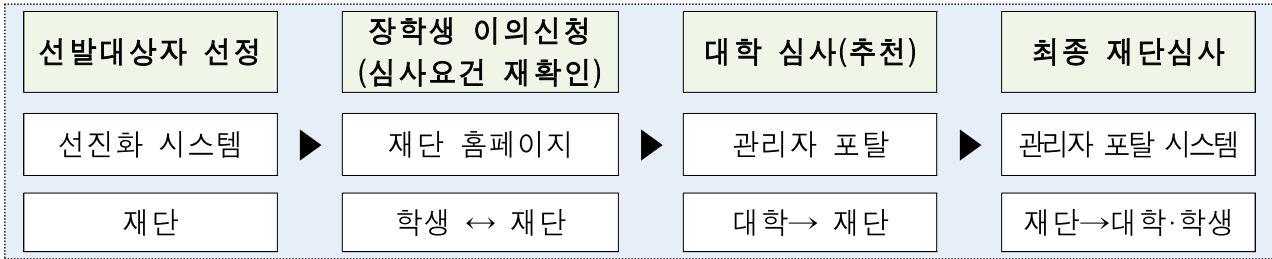 선발대상자 선정
장학생 이의신청
(심사요건 재확인)
대학 심사(추천)
최종 재단심사
선진화 시스템
▶
재단 홈페이지
▶
관리자 포탈
▶
관리자 포탈 시스템
재단
학생 ↔ 재단
대학→ 재단
재단→대학·학생